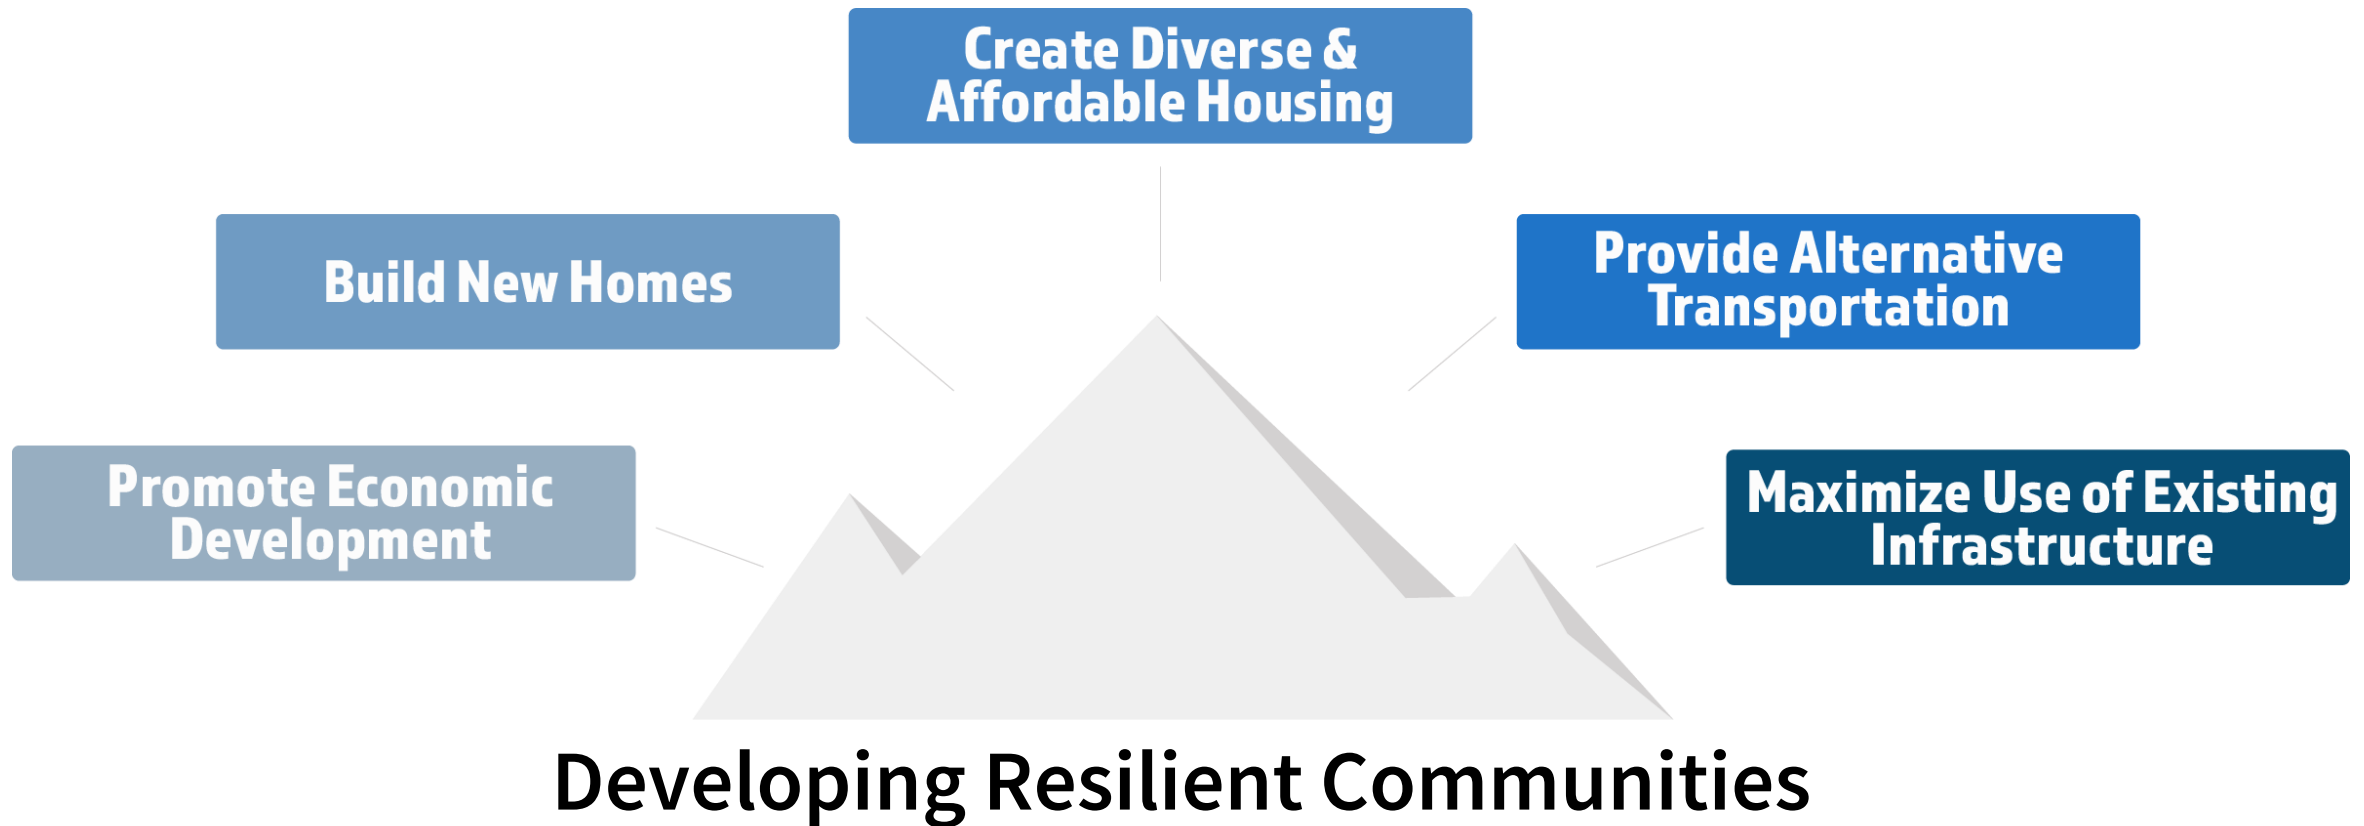 Create Diverse &
Affordable Housing
Build New Homes
Provide Alternative
Transportation
Promote Economic
Development
Maximize Use of Existing
Infrastructure
Developing Resilient Communities